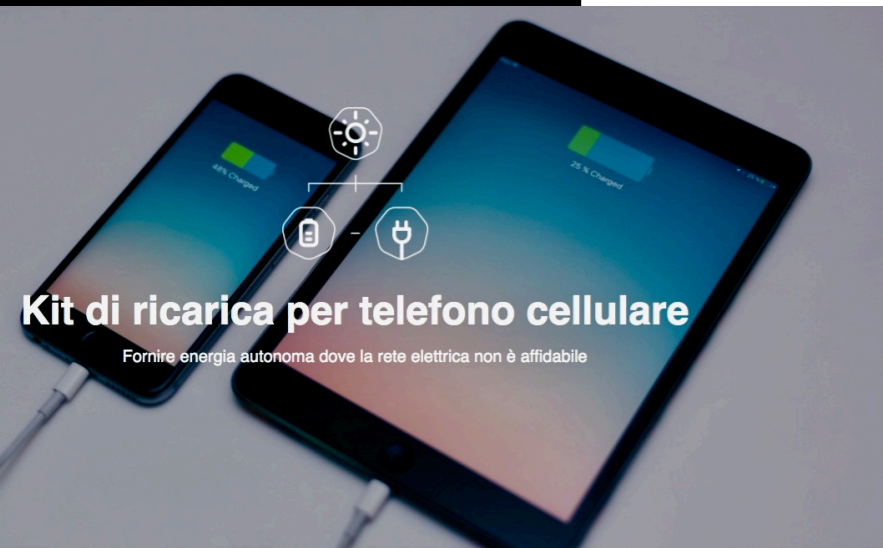 48% Charged
25 % Charged
Kit di ricarica per telefono cellulare
Fornire energia autonoma dove la rete elettrica non è affidabile